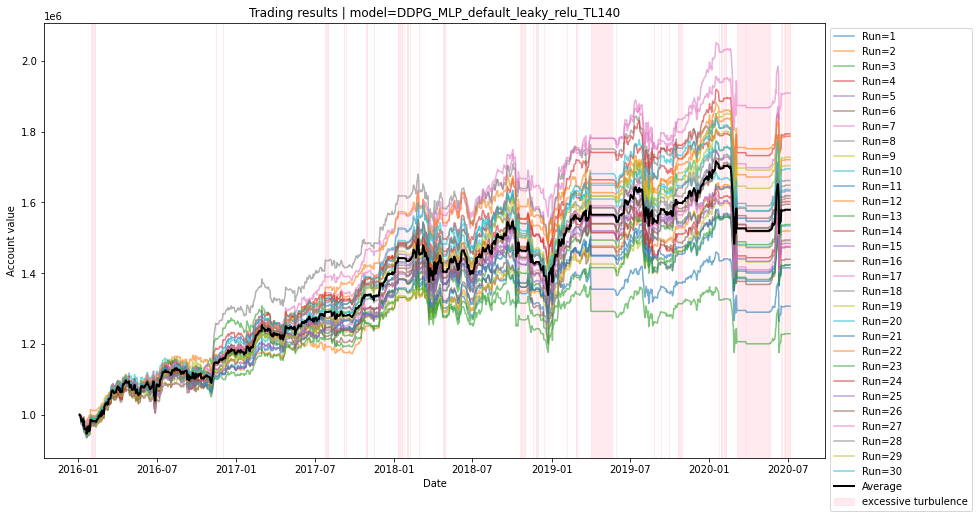 Trading results | model=DDPG_MLP_default_leaky_relu_TL140
1e6
2.0
1.8
1.6
1.4
1.2
1.0
Account value
2016-01 2016-07 2017-01 2017-07 2018-01 2018-07 2019-01 2019-07 2020-01 2020-07
Date
Run=1
Run=2
Run=3
Run=4
Run=5
Run=6
Run=7
Run=8
Run=9
Run=10
Run=11
Run=12
Run=13
Run=14
Run=15
Run=16
Run=17
Run=18
Run=19
Run=20
Run=21
Run=22
Run=23
Run=24
Run=25
Run=26
Run=27
Run=28
Run=29
Run=30
Average
excessive turbulence